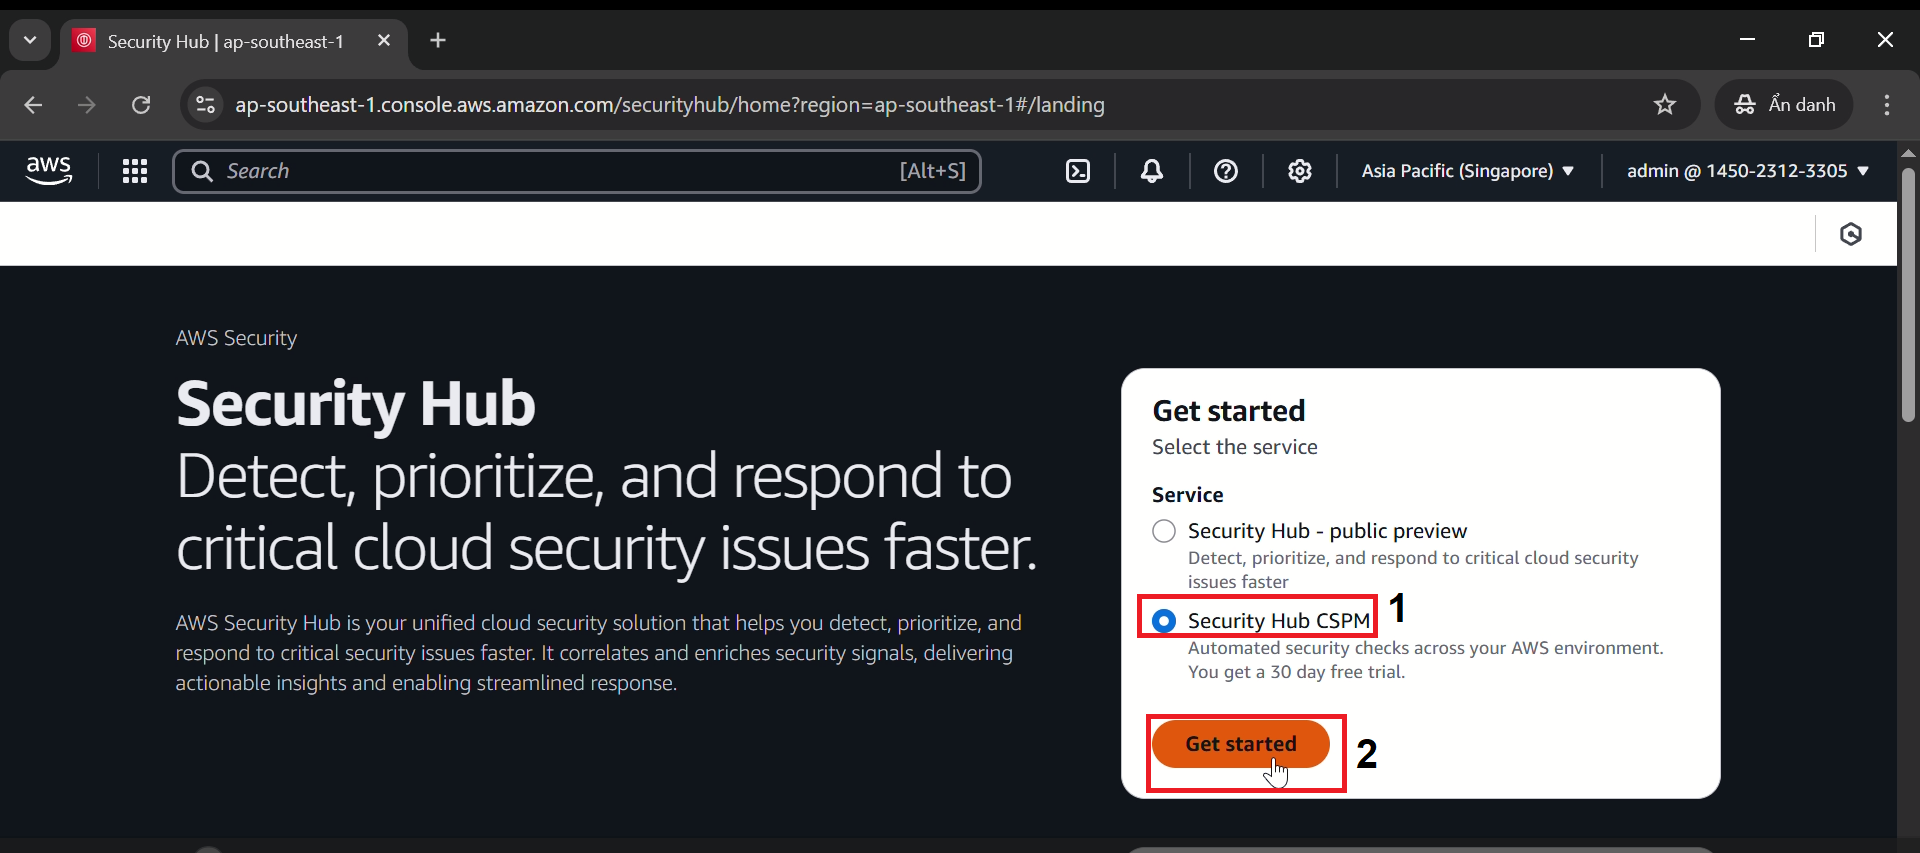 Security Hub | ap-southeast-1
ap-southeast-1.console.aws.amazon.com/securityhub/home?region=ap-southeast-1#/landing
Ẩn danh
aws
Search
[Alt+S]
Asia Pacific (Singapore)
admin @ 1450-2312-3305
AWS Security
Security Hub
Detect, prioritize, and respond to
critical cloud security issues faster.
AWS Security Hub is your unified cloud security solution that helps you detect, prioritize, and
respond to critical security issues faster. It correlates and enriches security signals, delivering
actionable insights and enabling streamlined response.
Get started
Select the service
Service
Security Hub - public preview
Detect, prioritize, and respond to critical cloud security
issues faster
Security Hub CSPM
1
Automated security checks across your AWS environment.
You get a 30 day free trial.
Get started
2